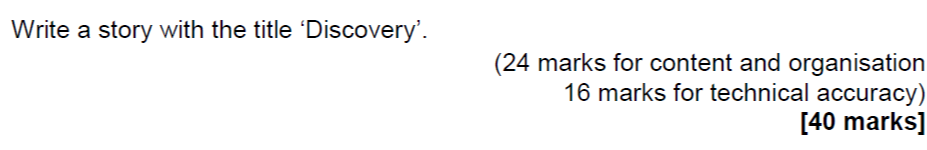 Write a story with the title ‘Discovery’.
(24 marks for content and organisation
16 marks for technical accuracy)
[40 marks]